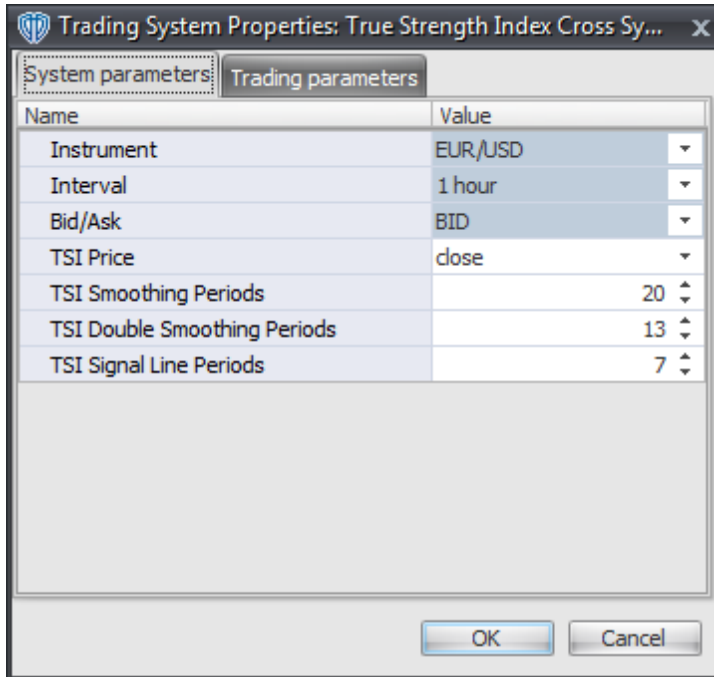 Trading System Properties: True Strength Index Cross Sy... x
System parameters Trading parameters
Name Value
Instrument EUR/USD
Interval 1 hour
Bid/Ask BID
TSI Price close
TSI Smoothing Periods 20
TSI Double Smoothing Periods 13
TSI Signal Line Periods 7
OK Cancel